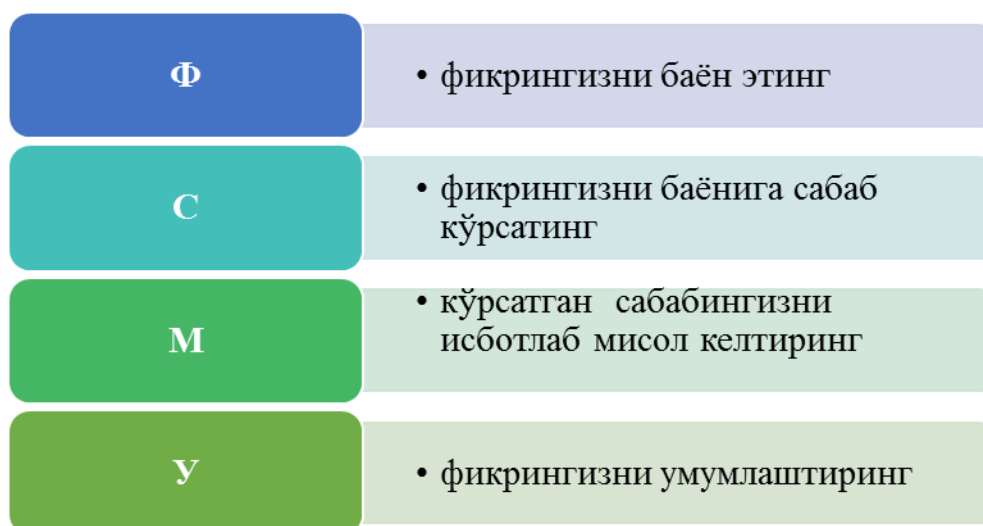 Ф
• фикрингизни баён этинг
С
• фикрингизни баёнига сабаб
кўрсатинг
М
• кўрсатган сабабингизни
исботлаб мисол келтиринг
У
• фикрингизни умумлаштиринг